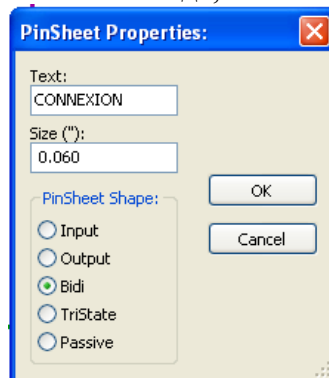 PinSheet Properties:
Text:
CONNEXION
Size ("):
0.060
PinSheet Shape:
Input
Output
Bidi
TriState
Passive
OK
Cancel